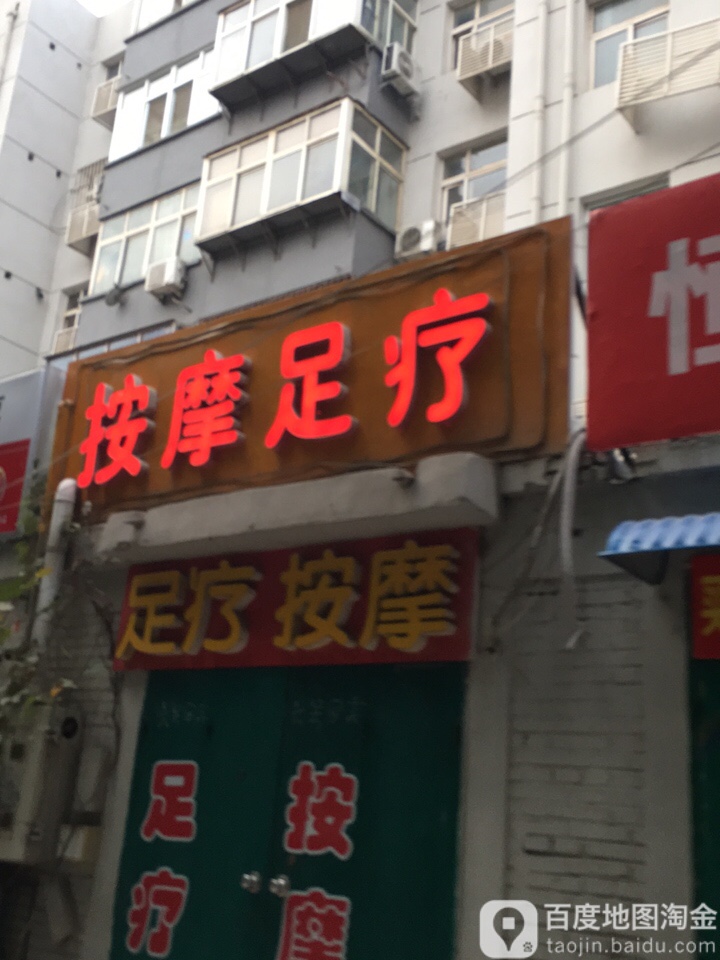 按摩足疗
恒
足疗 按摩
足疗
按摩
百度地图淘金
taojin.baidu.com